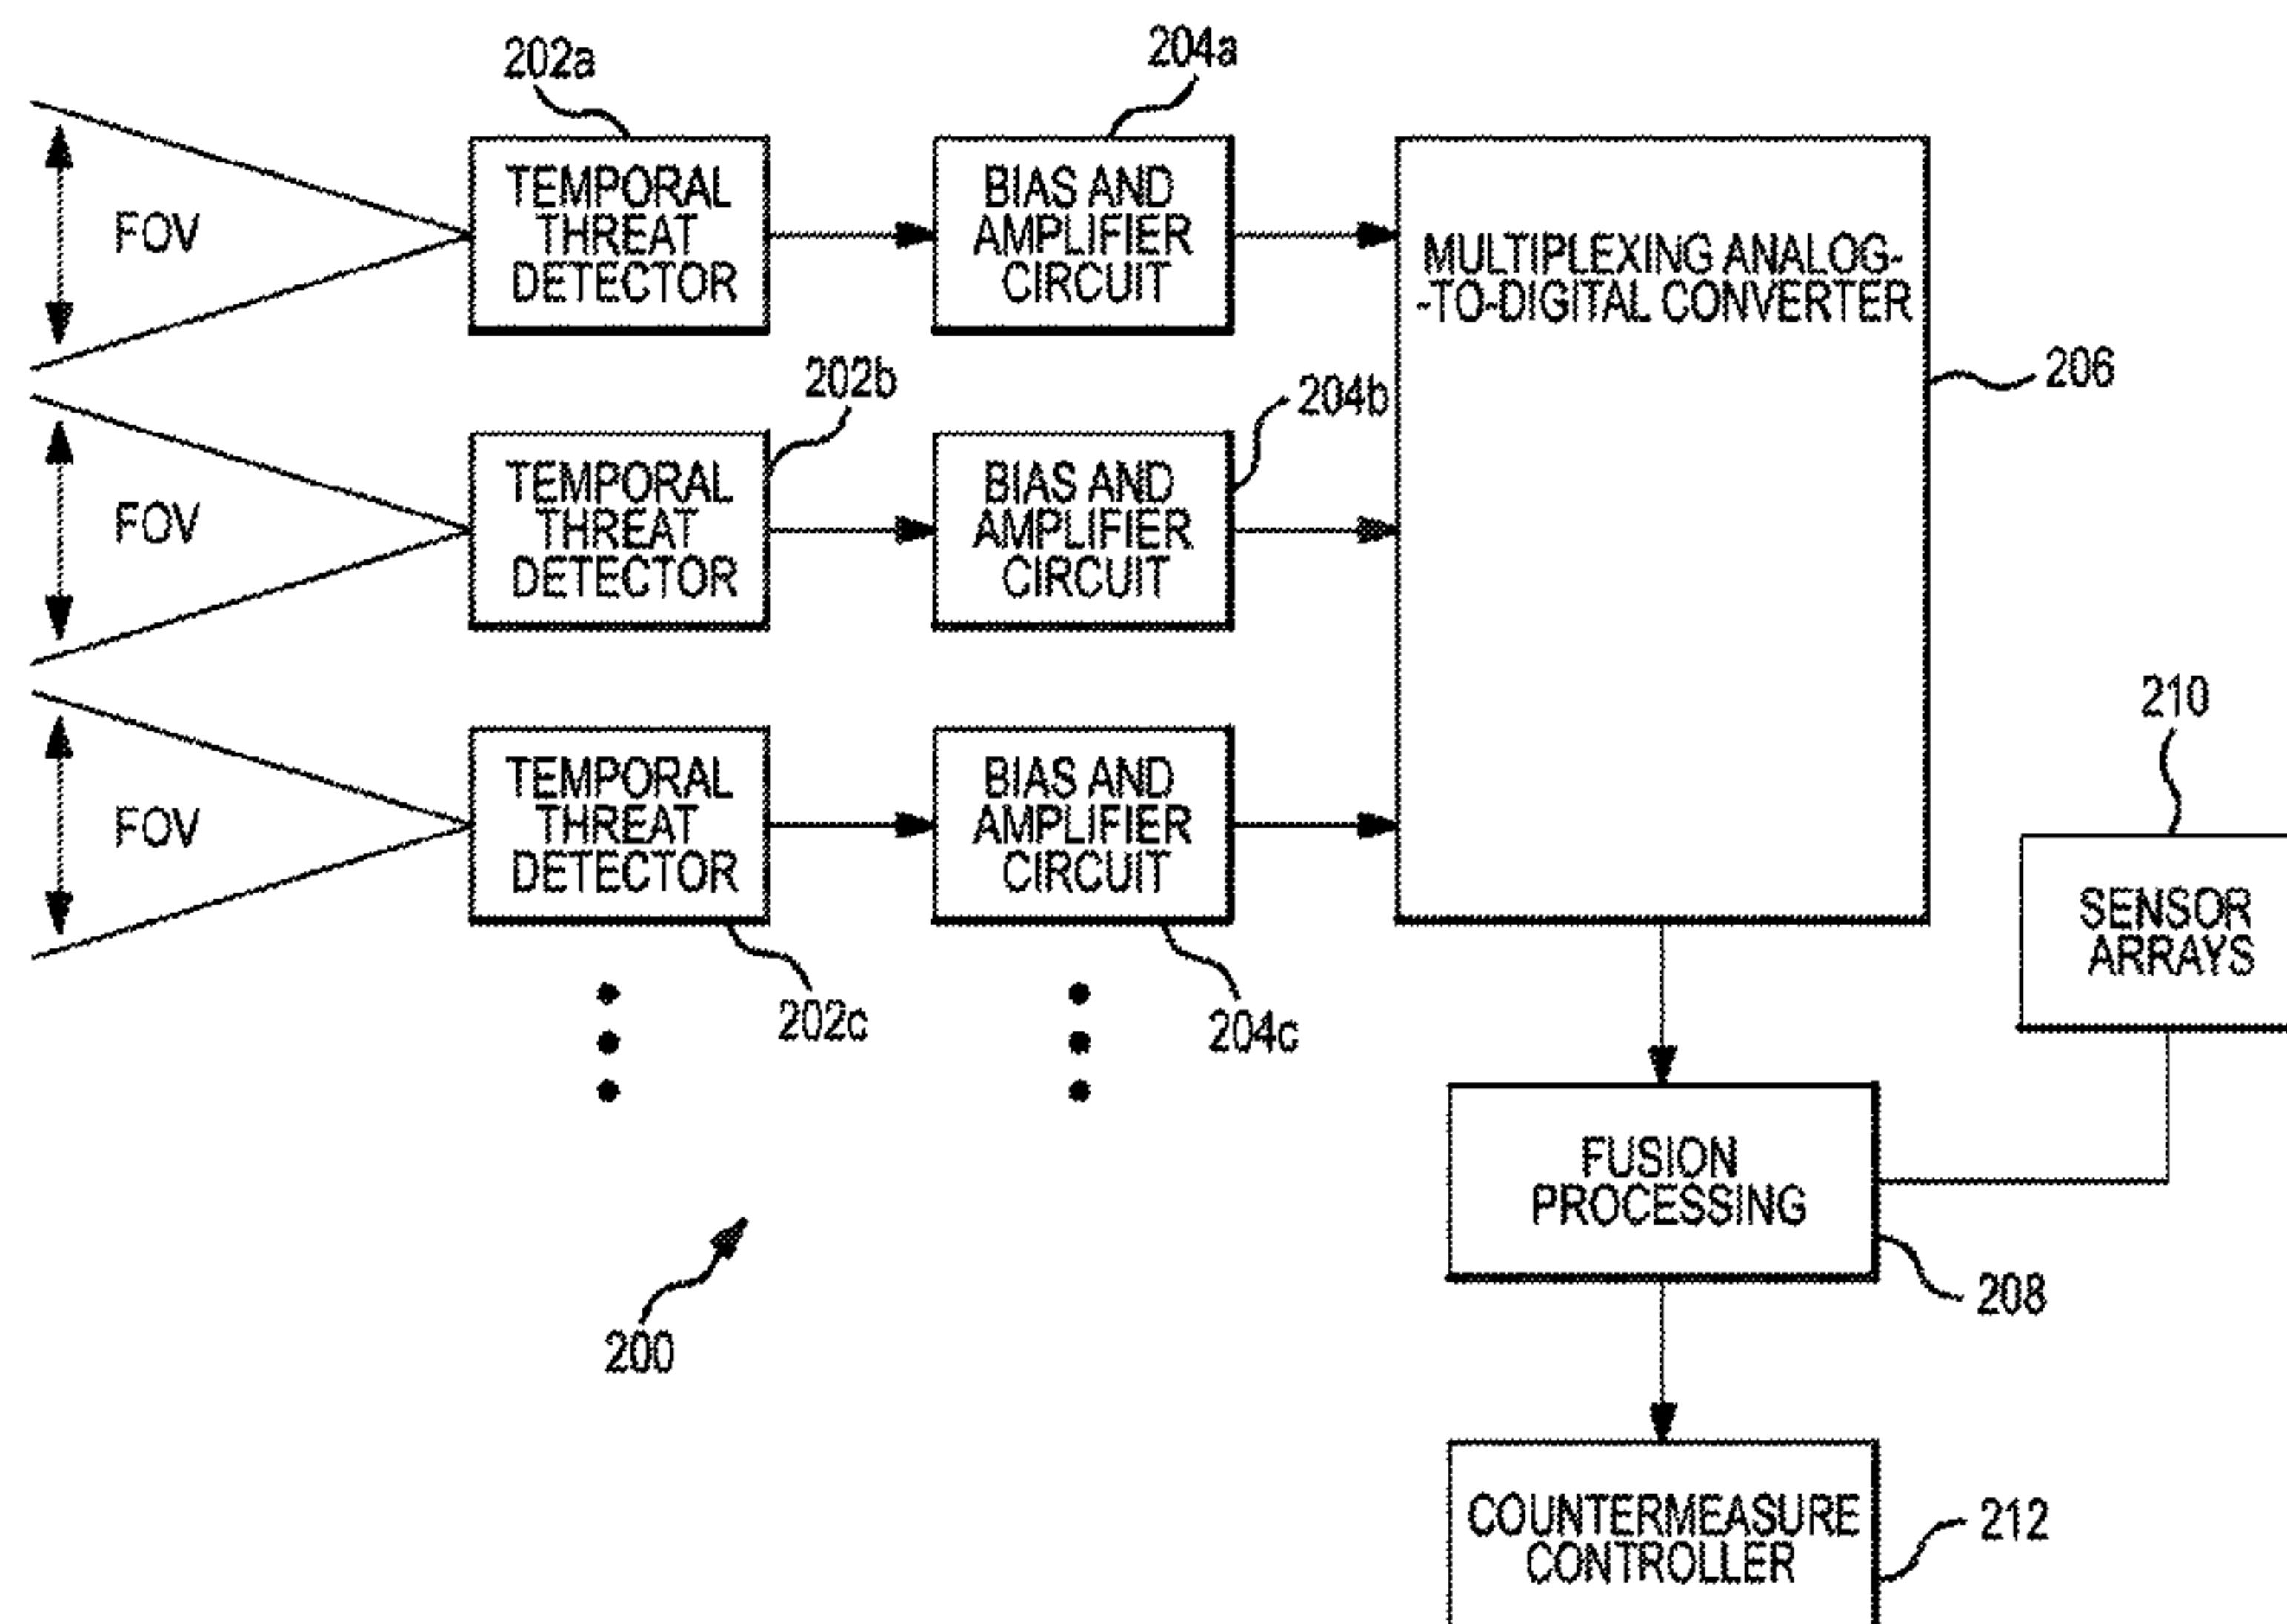 202a
204a
FOV
TEMPORAL
THREAT
DETECTOR
BIAS AND
AMPLIFIER
CIRCUIT
MULTIPLEXING ANALOG-
-TO-DIGITAL CONVERTER
206
202b
204b
FOV
TEMPORAL
THREAT
DETECTOR
BIAS AND
AMPLIFIER
CIRCUIT
FOV
TEMPORAL
THREAT
DETECTOR
BIAS AND
AMPLIFIER
CIRCUIT
202c
204c
210
SENSOR
ARRAYS
FUSION
PROCESSING
208
200
COUNTERMEASURE
CONTROLLER
212